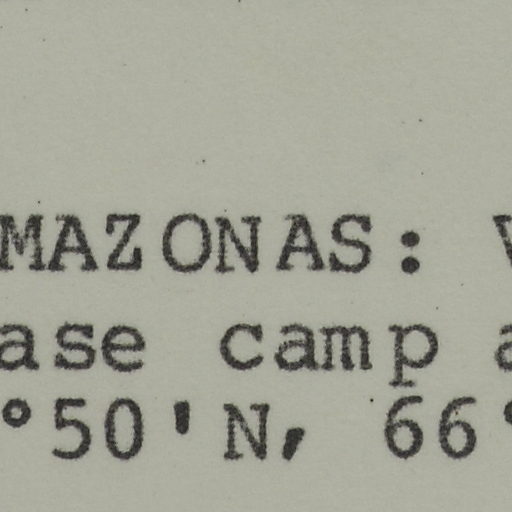 MAZONAS: V
ase camp a
°50'N, 66°